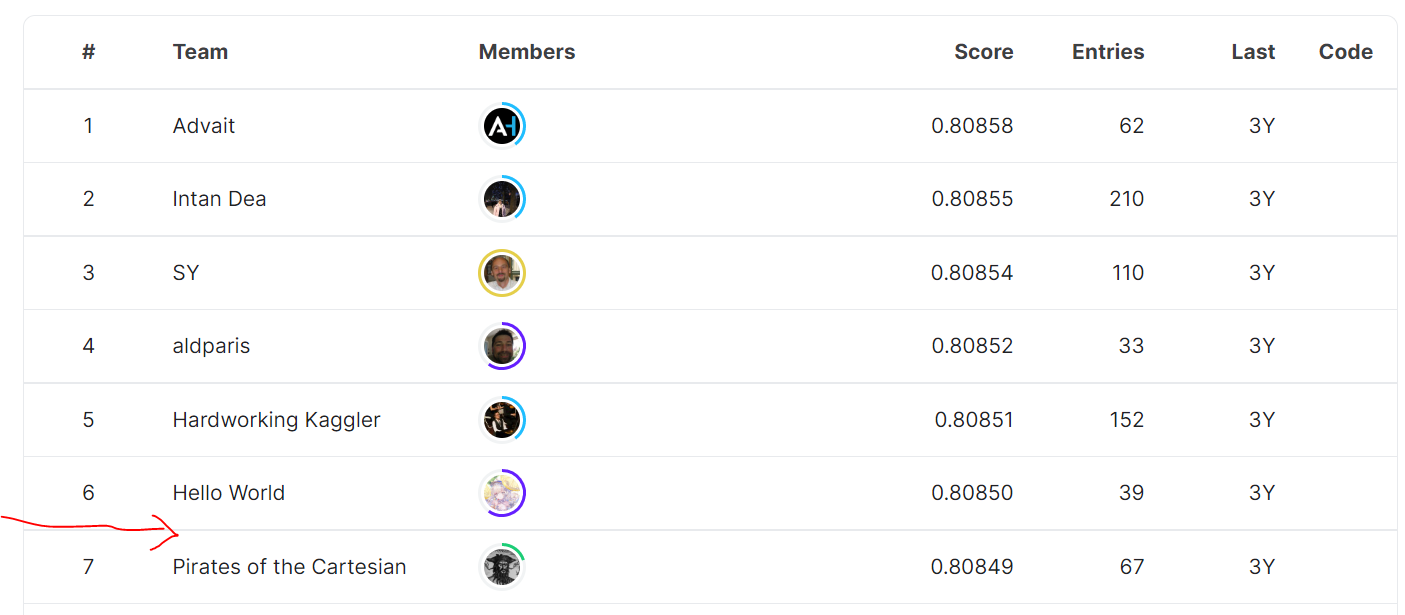 # Team Members Score Entries Last Code
1 Advait AH 0.80858 62 3Y
2 Intan Dea 0.80855 210 3Y
3 SY 0.80854 110 3Y
4 aldparis 0.80852 33 3Y
5 Hardworking Kaggler 0.80851 152 3Y
6 Hello World 0.80850 39 3Y
7 Pirates of the Cartesian 0.80849 67 3Y